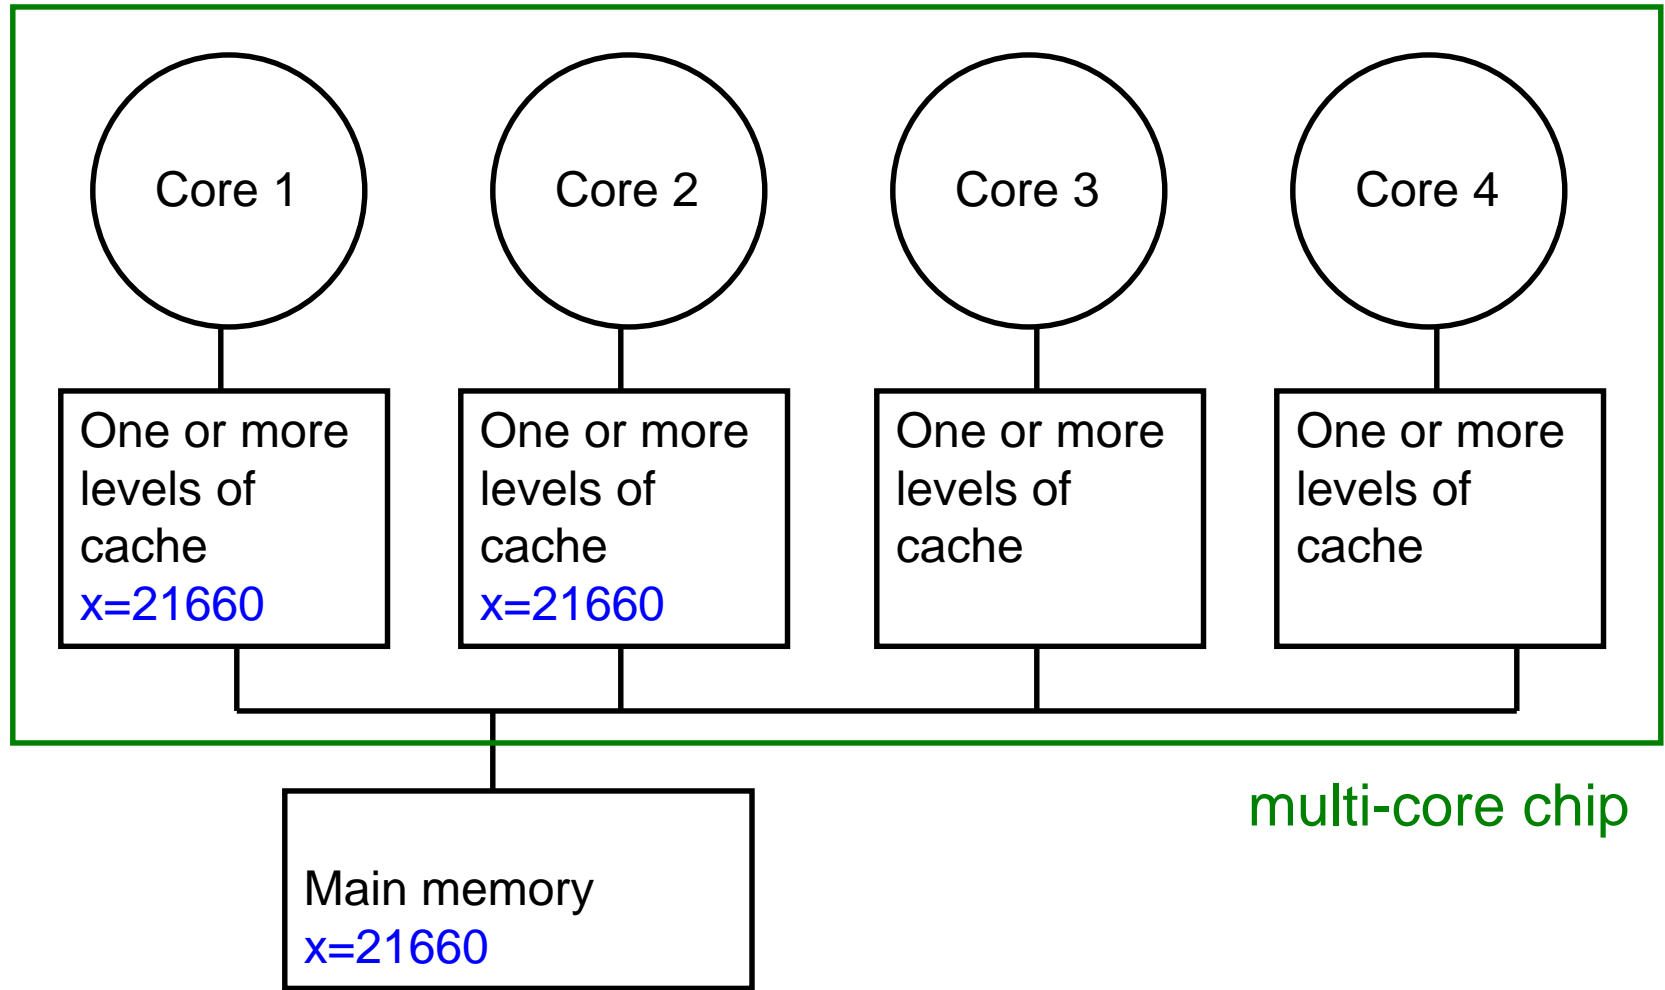 Core 1
Core 2
Core 3
Core 4
One or more
levels of
cache
x=21660
One or more
levels of
cache
x=21660
One or more
levels of
cache
One or more
levels of
cache
multi-core chip
Main memory
x=21660